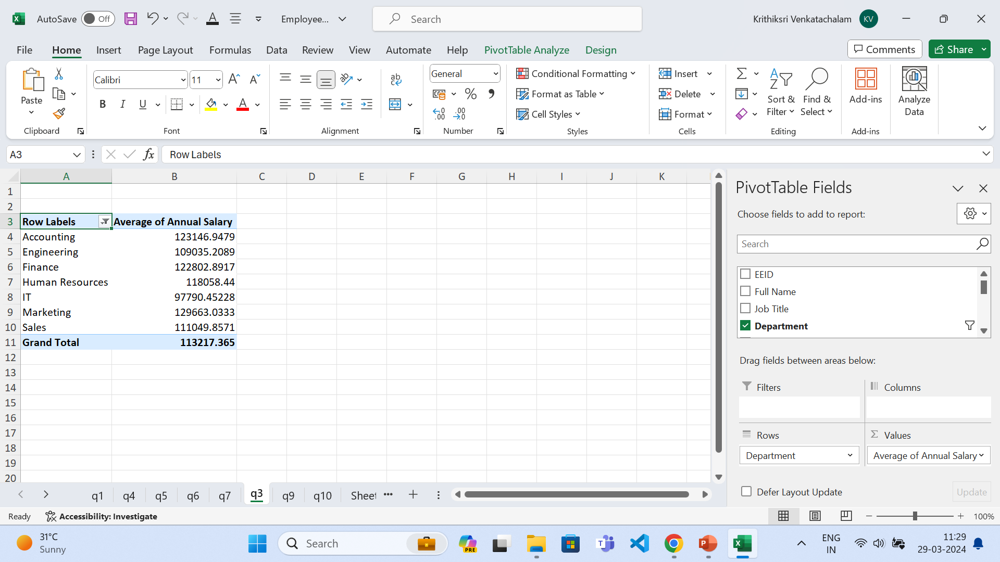 AutoSave Off Employee... Search Krithiksri Venkatachalam KV
File Home Insert Page Layout Formulas Data Review View Automate Help PivotTable Analyze Design Comments Share
Paste
Clipboard
Calibri 11
B I U
Font
ab
Alignment
General
Number
Conditional Formatting
Format as Table
Cell Styles
Styles
Insert
Delete
Format
Cells
Sort & Filter
Find & Select
Editing
Add-ins
Add-ins
Analyze Data
A3 fx Row Labels
A B C D E F G H I J K
1
2
3 Row Labels Average of Annual Salary
4 Accounting 123146.9479
5 Engineering 109035.2089
6 Finance 122802.8917
7 Human Resources 118058.44
8 IT 97790.45228
9 Marketing 129663.0333
10 Sales 111049.8571
11 Grand Total 113217.365
12
13
14
15
16
17
18
19
20
PivotTable Fields
Choose fields to add to report:
Search
EEID
Full Name
Job Title
Department
Drag fields between areas below:
Filters Columns
Rows Values
Department Average of Annual Salary
Defer Layout Update Update
q1 q4 q5 q6 q7 q3 q9 q10 Sheet ...
Ready Accessibility: Investigate 100%
31°C
Sunny
Search
PRE
ENG
IN
11:29
29-03-2024